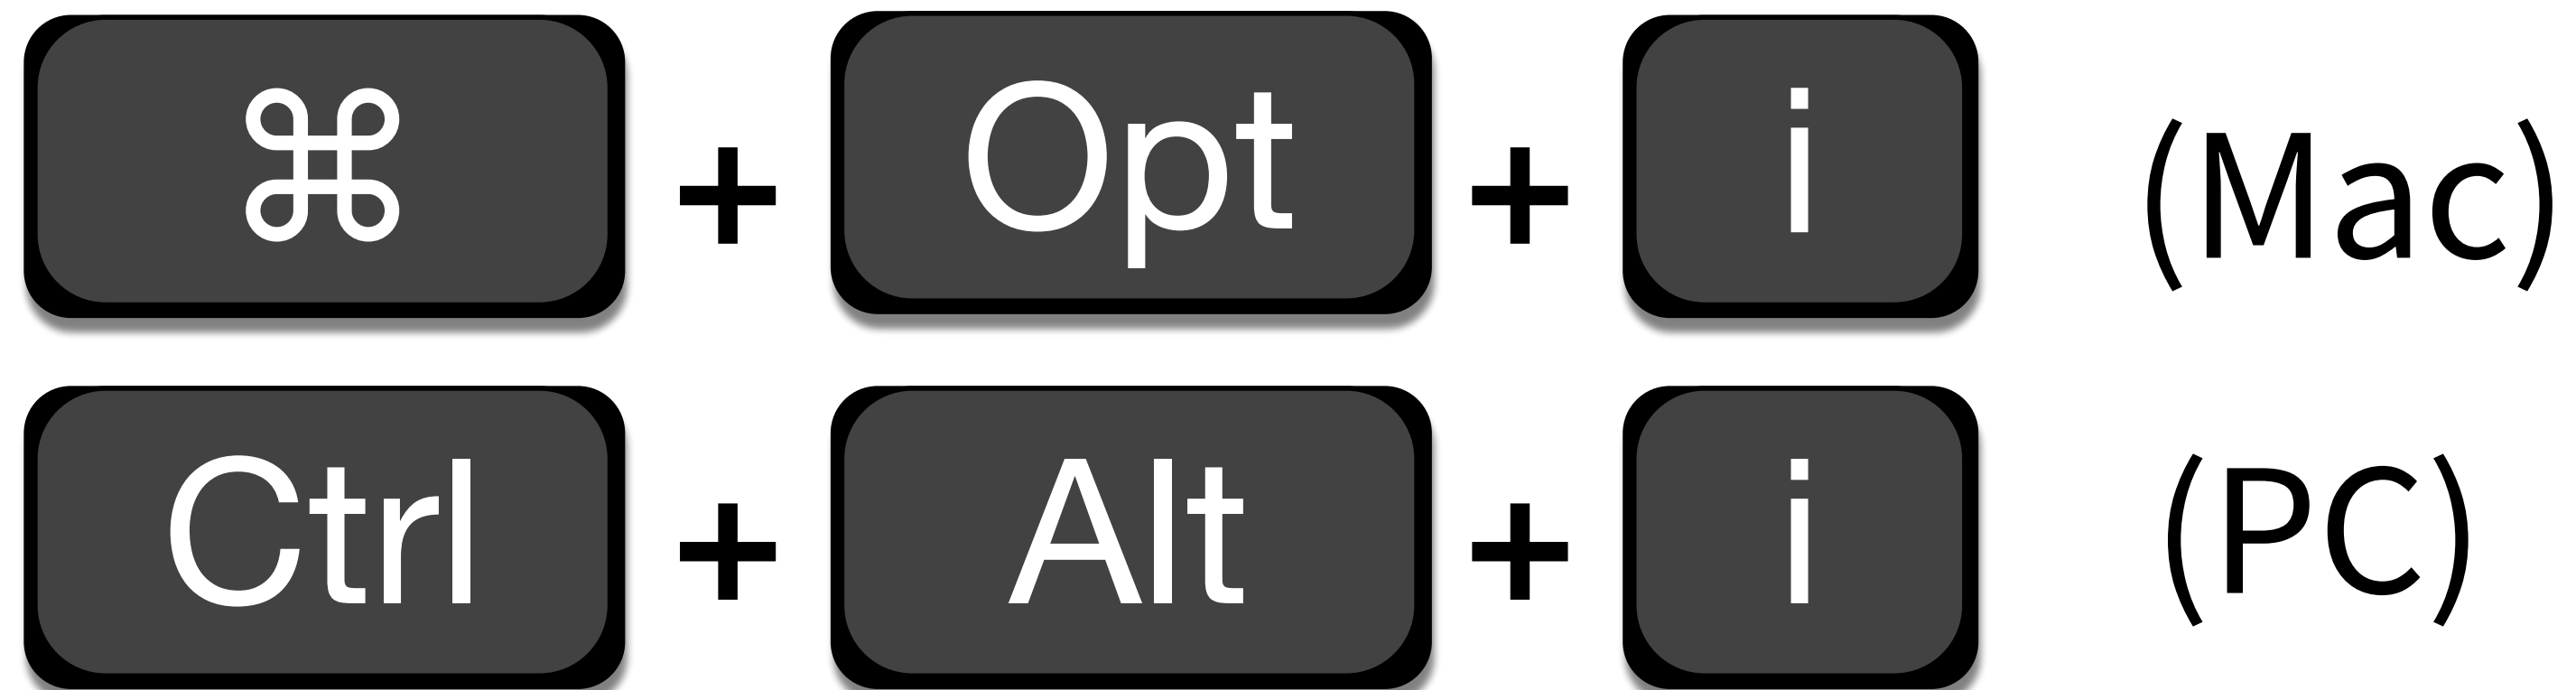 ⌘ + Opt + i (Mac)
Ctrl + Alt + i (PC)